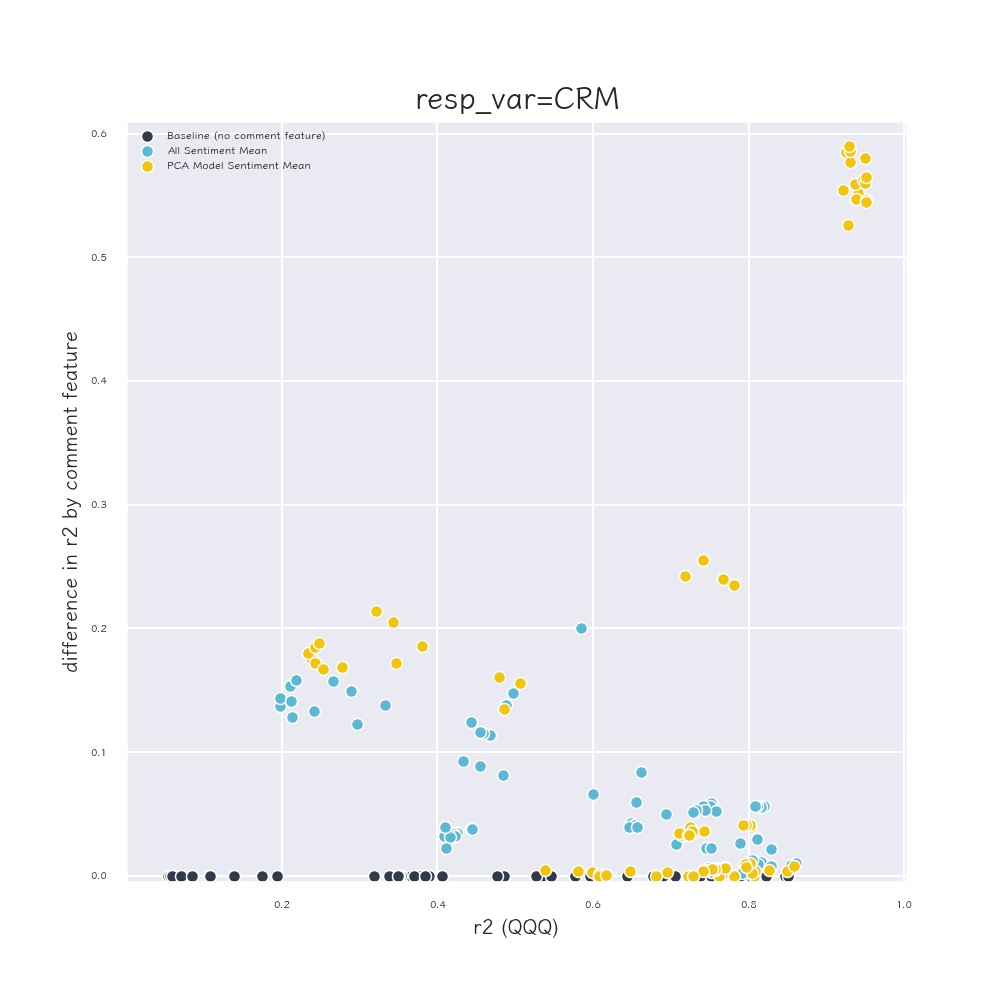 resp_var=CRM
Baseline (no comment feature)
All Sentiment Mean
PCA Model Sentiment Mean
difference in r2 by comment feature
0.6
0.5
0.4
0.3
0.2
0.1
0.0
0.2
0.4
0.6
0.8
1.0
r2 (QQQ)